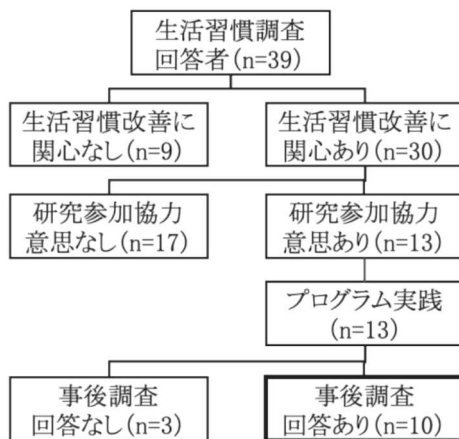 生活習慣調査
回答者(n=39)
生活習慣改善に
関心なし(n=9)
生活習慣改善に
関心あり(n=30)
研究参加協力
意思なし(n=17)
研究参加協力
意思あり(n=13)
プログラム実践
(n=13)
事後調査
回答なし(n=3)
事後調査
回答あり(n=10)